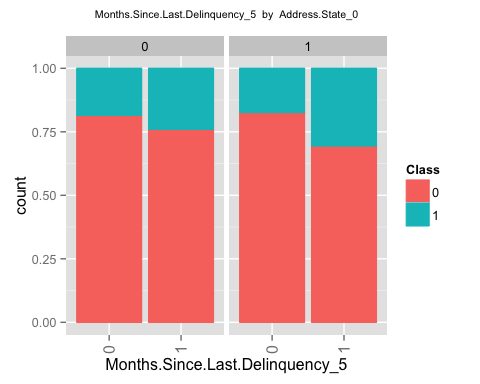 Months.Since.Last.Delinquency_5 by Address.State_0
0 1
1.00
0.75
0.50
0.25
0.00
count
0 1 0 1
Months.Since.Last.Delinquency_5
Class
0
1